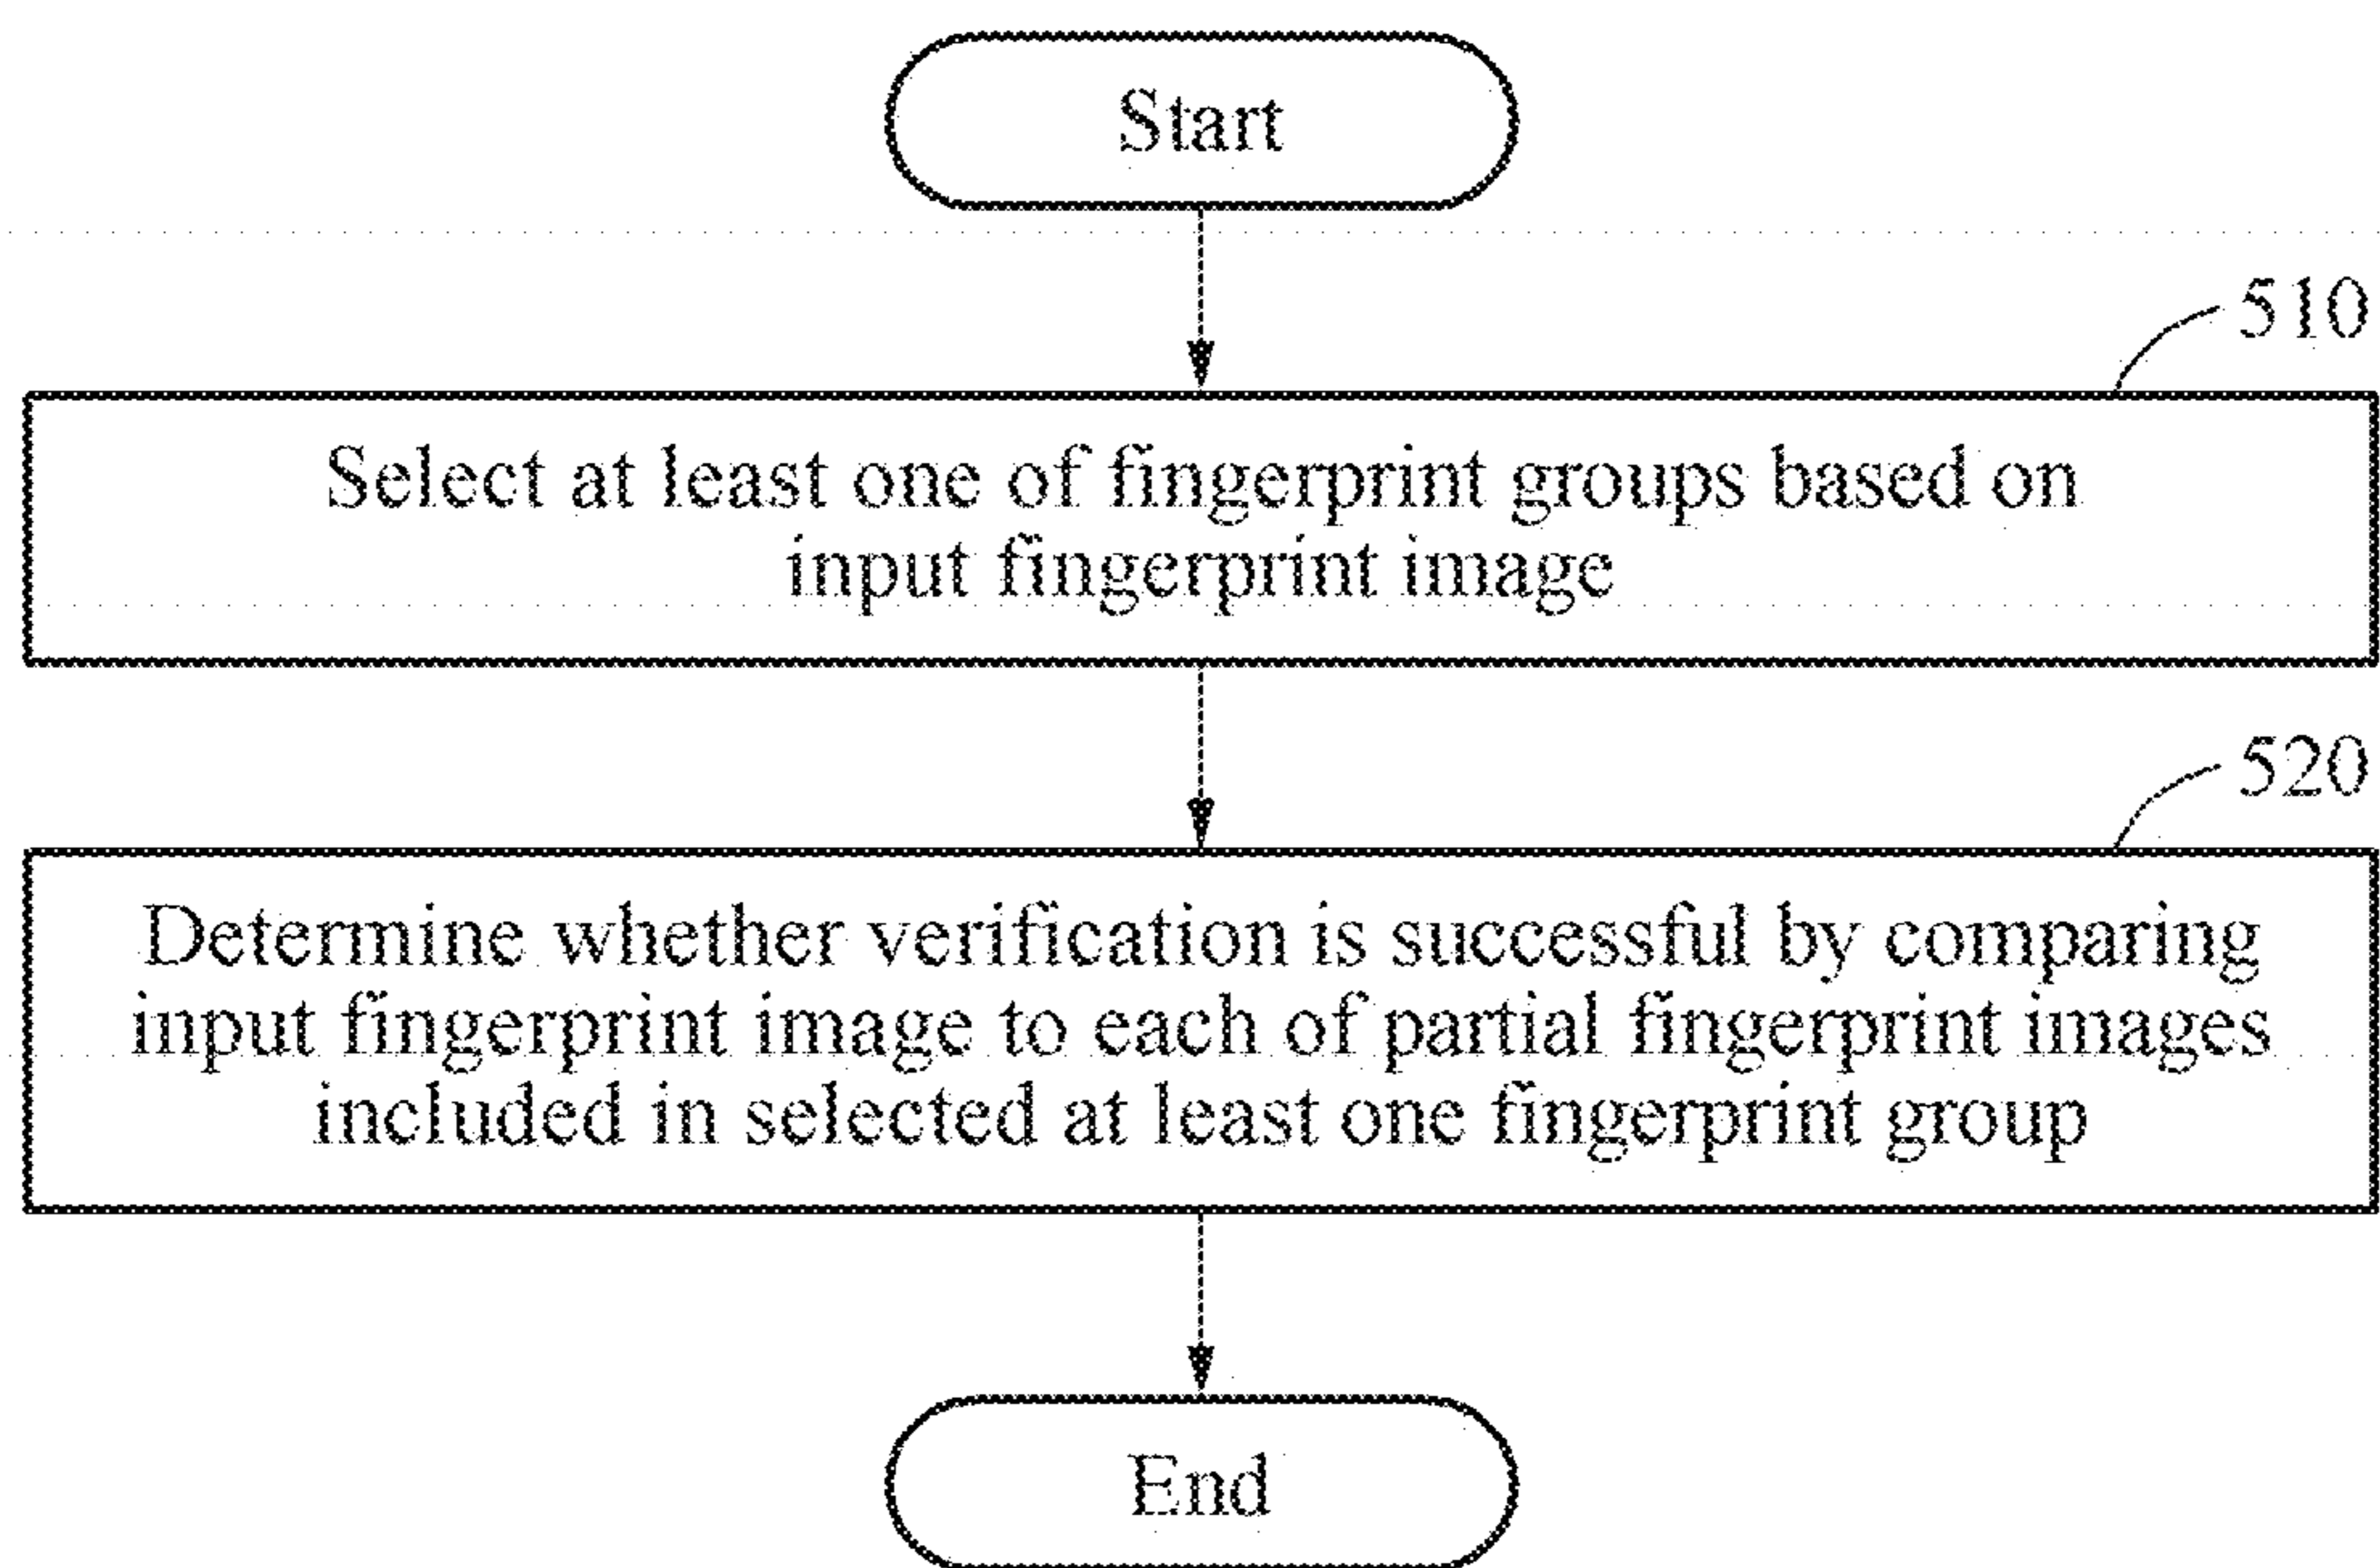 Start
510
Select at least one of fingerprint groups based on
input fingerprint image
520
Determine whether verification is successful by comparing
input fingerprint image to each of partial fingerprint images
included in selected at least one fingerprint group
End